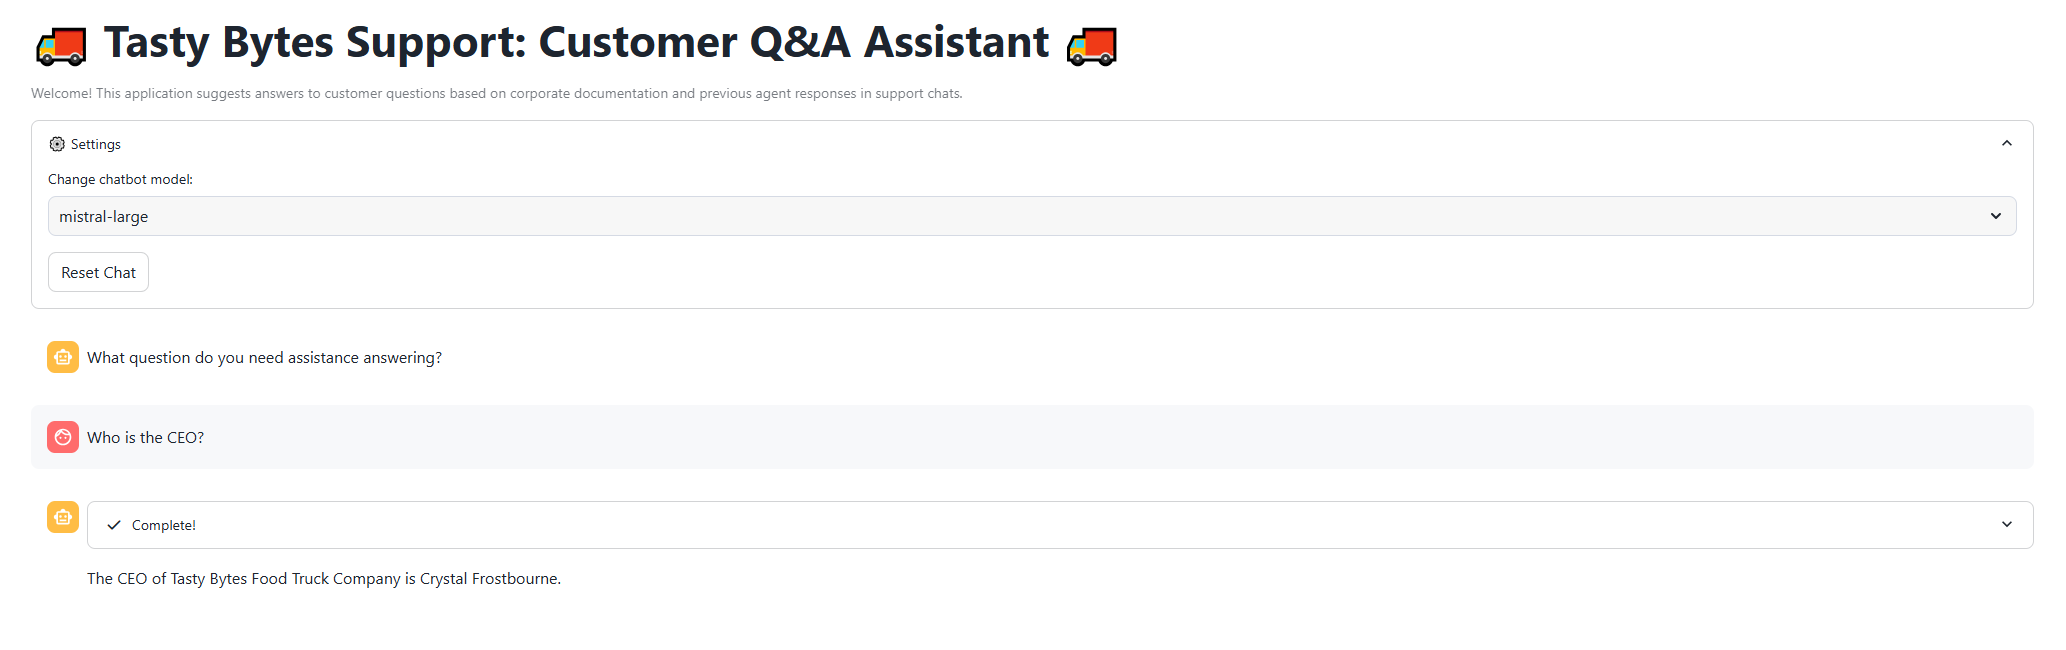 Tasty Bytes Support: Customer Q&A Assistant
Welcome! This application suggests answers to customer questions based on corporate documentation and previous agent responses in support chats.
Settings
Change chatbot model:
mistral-large
Reset Chat
What question do you need assistance answering?
Who is the CEO?
Complete!
The CEO of Tasty Bytes Food Truck Company is Crystal Frostbourne.